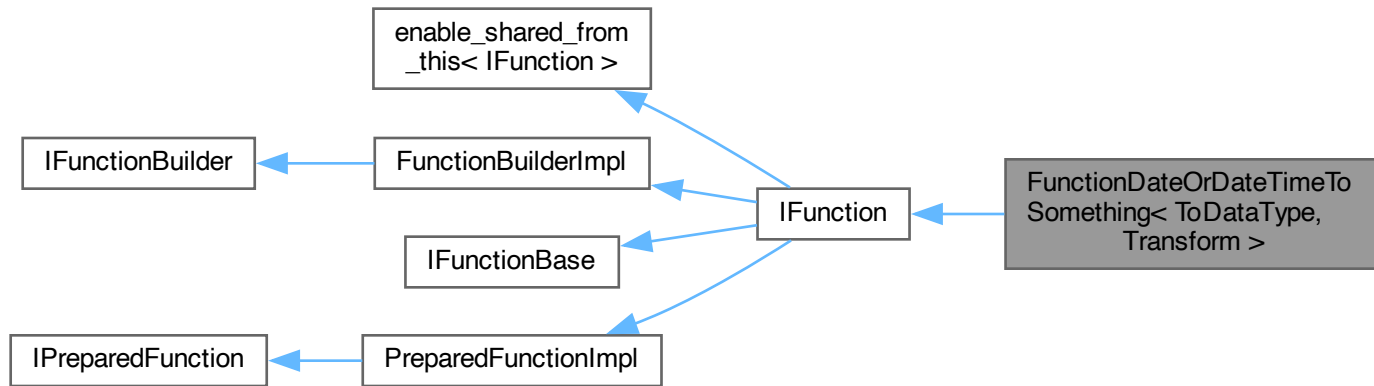 enable_shared_from
_this< IFunction >
IFunctionBuilder
FunctionBuilderImpl
IFunctionBase
IPreparedFunction
PreparedFunctionImpl
IFunction
FunctionDateOrDateTimeTo
Something< ToDataType,
Transform >